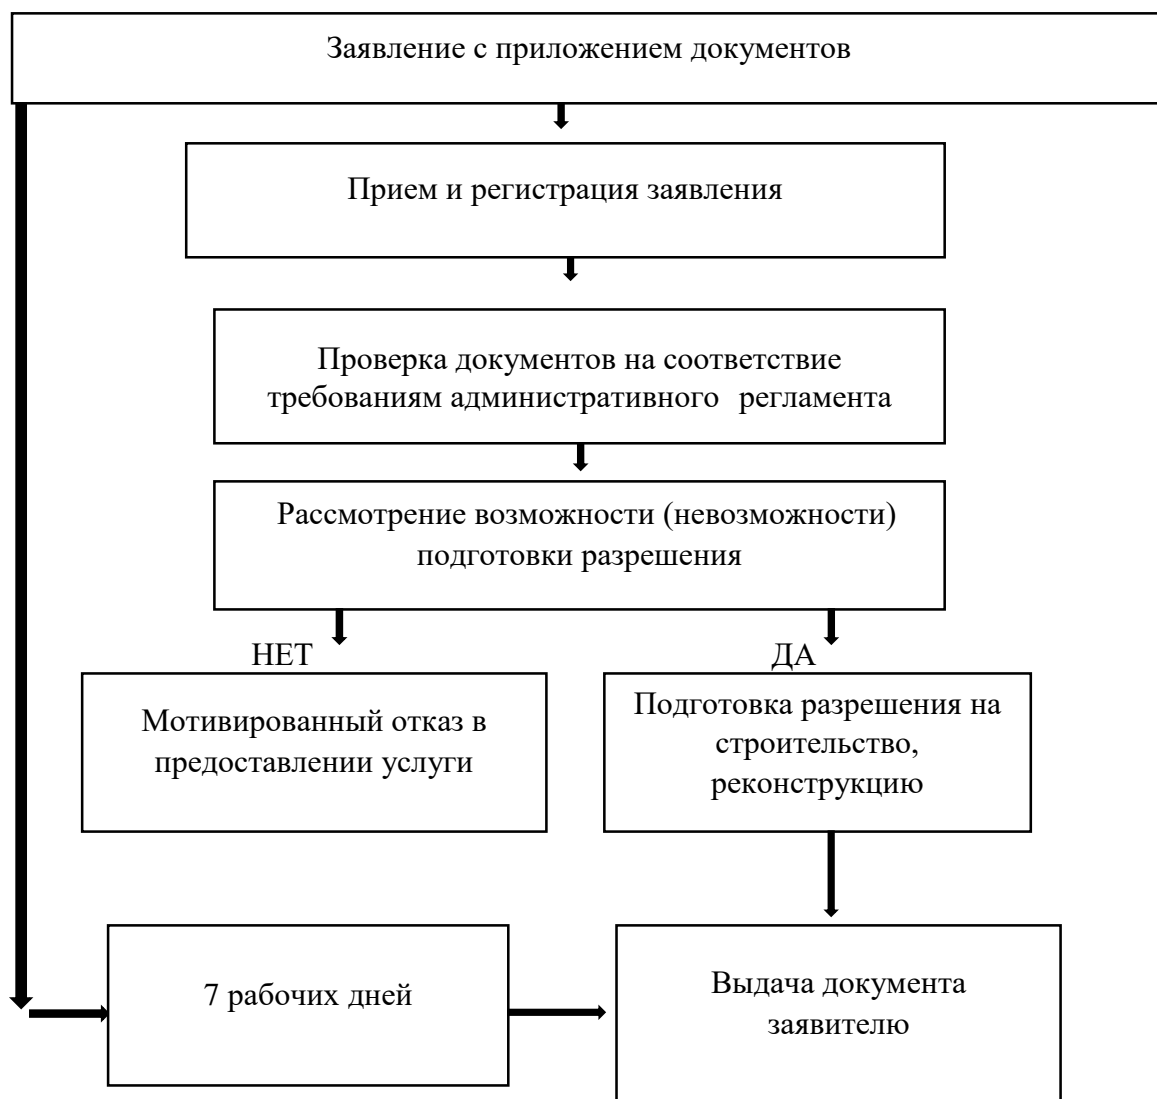 Заявление с приложением документов
Прием и регистрация заявления
Проверка документов на соответствие
требованиям административного регламента
Рассмотрение возможности (невозможности)
подготовки разрешения
НЕТ
ДА
Мотивированный отказ в
предоставлении услуги
Подготовка разрешения на
строительство,
реконструкцию
7 рабочих дней
Выдача документа
заявителю